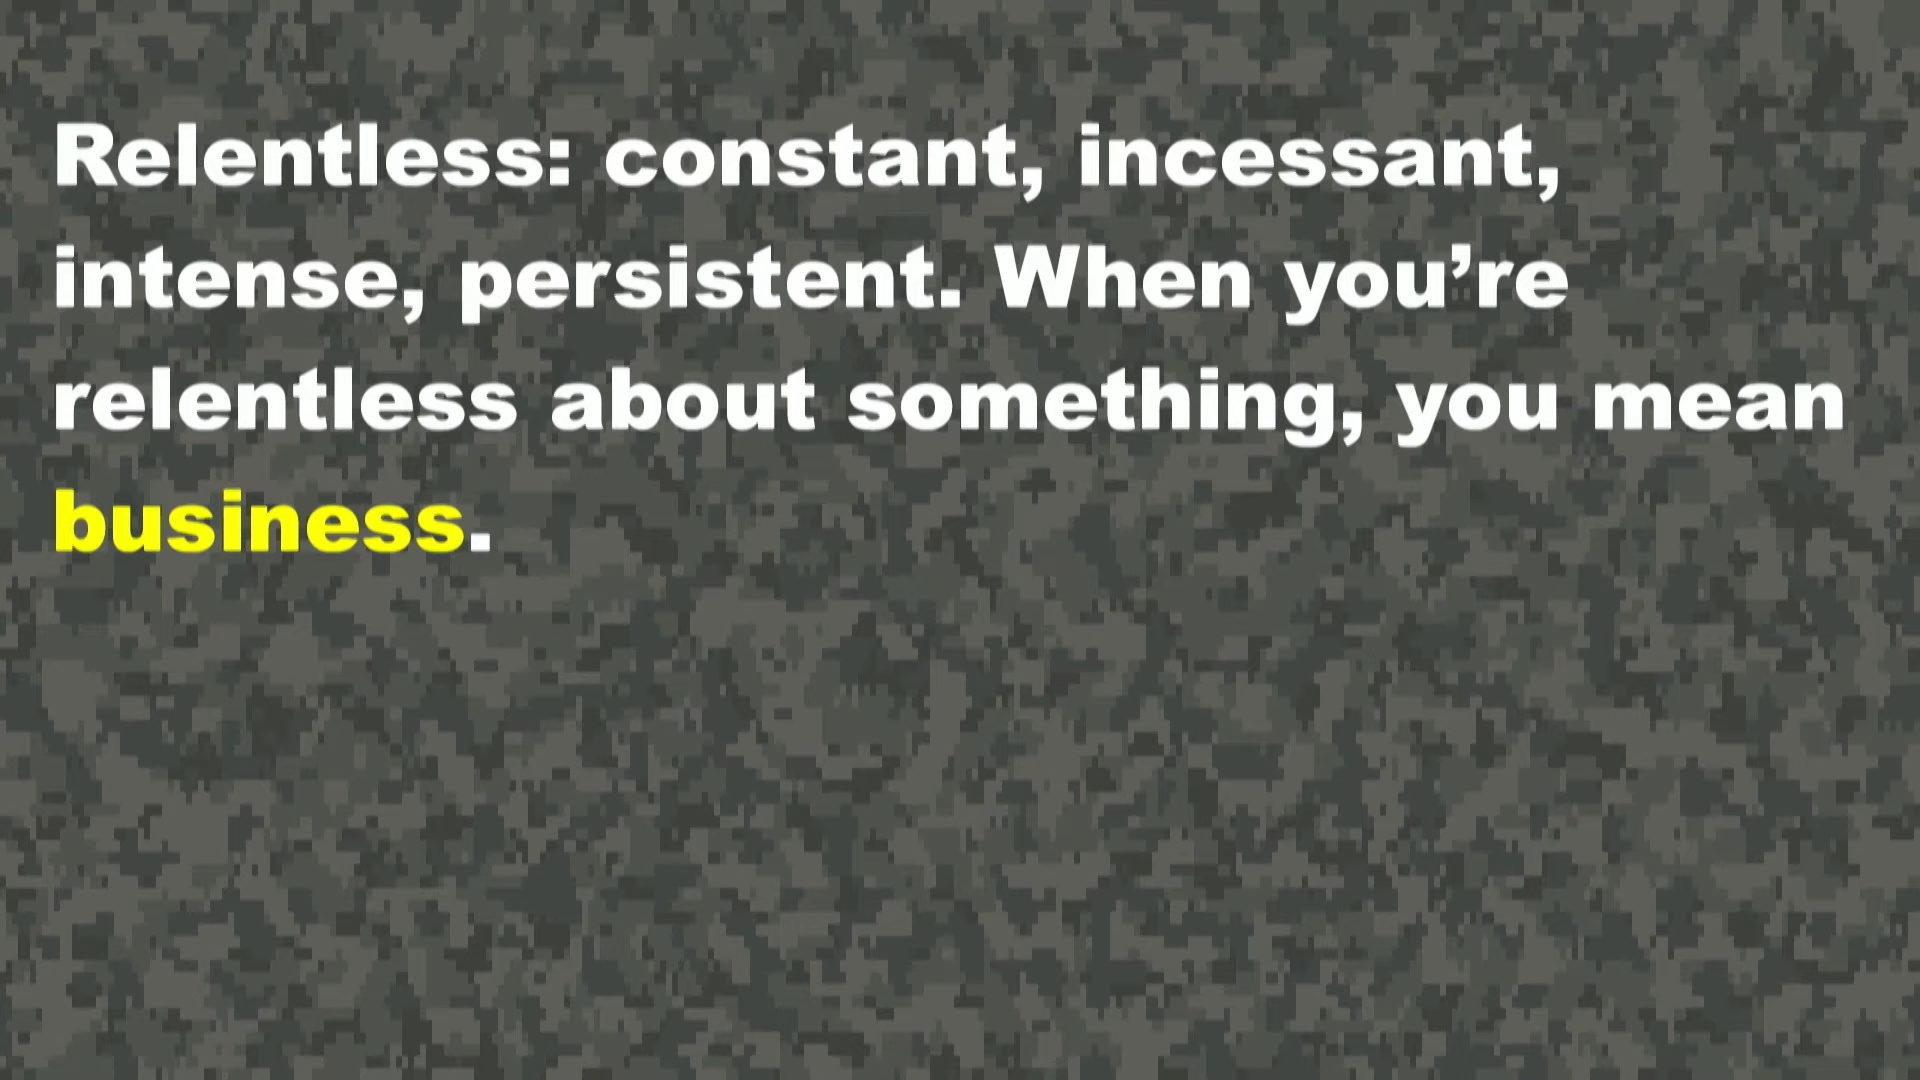 Relentless: constant, incessant,
intense, persistent. When you’re
relentless about something, you mean
business.